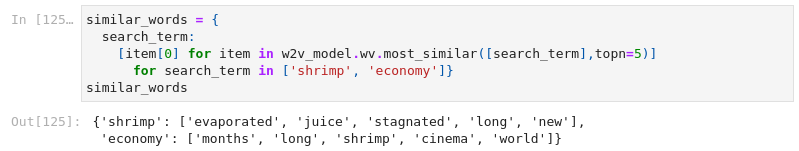 In [125… similar_words = {
search_term:
[item[0] for item in w2v_model.wv.most_similar([search_term],topn=5)]
for search_term in ['shrimp', 'economy']}
similar_words
Out[125]: {'shrimp': ['evaporated', 'juice', 'stagnated', 'long', 'new'],
'economy': ['months', 'long', 'shrimp', 'cinema', 'world']}